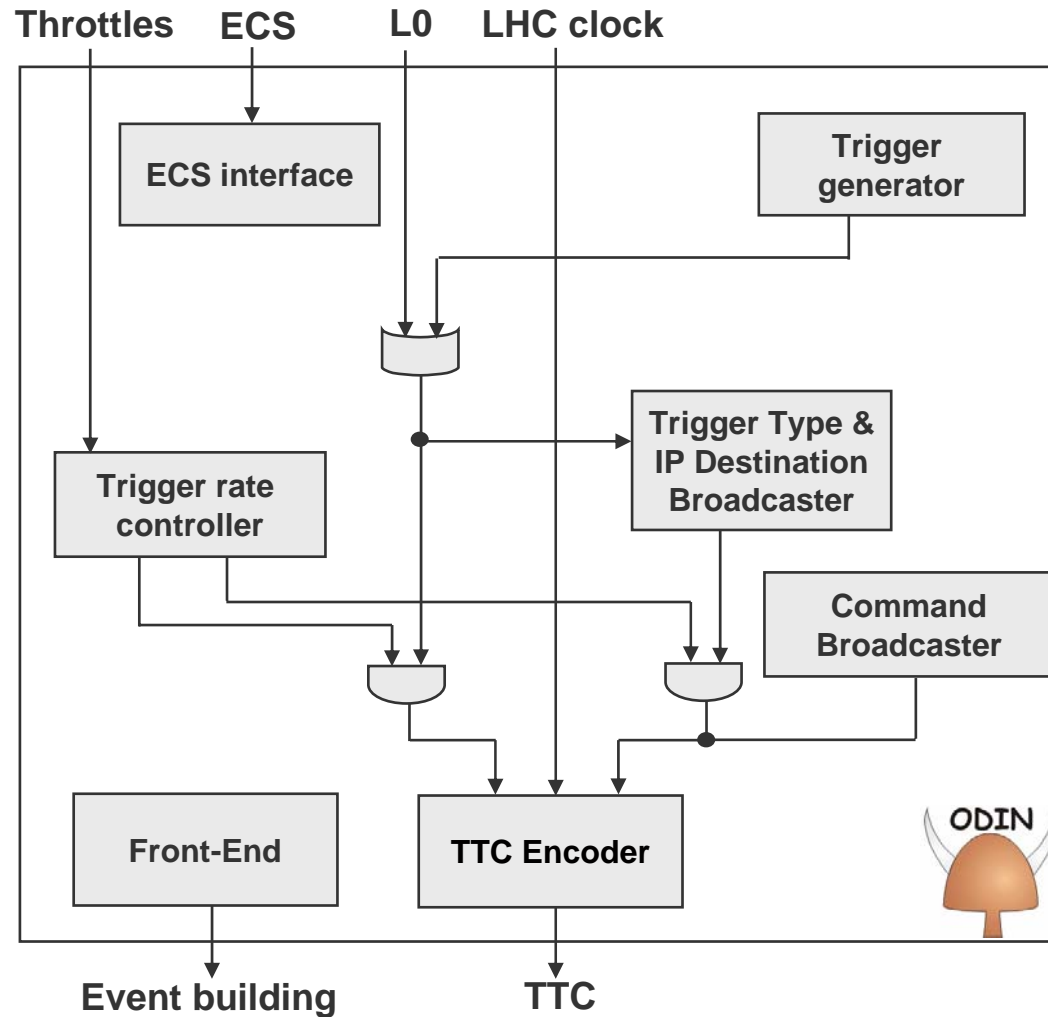 Throttles
ECS
L0
LHC clock
ECS interface
Trigger
generator
Trigger Type &
IP Destination
Broadcaster
Trigger rate
controller
Command
Broadcaster
Front-End
TTC Encoder
ODIN
Event building
TTC